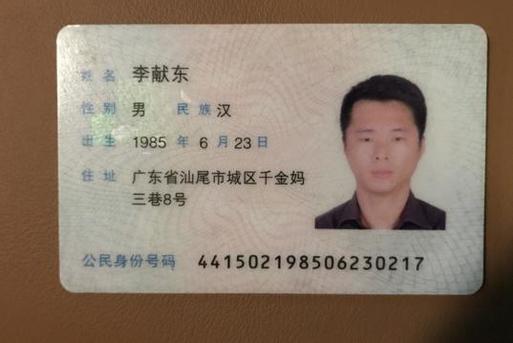 姓名 李献东
性别 男 民族 汉
出生 1985 年 6 月 23 日
住址 广东省汕尾市城区千金妈
三巷8号
公民身份号码 441502198506230217